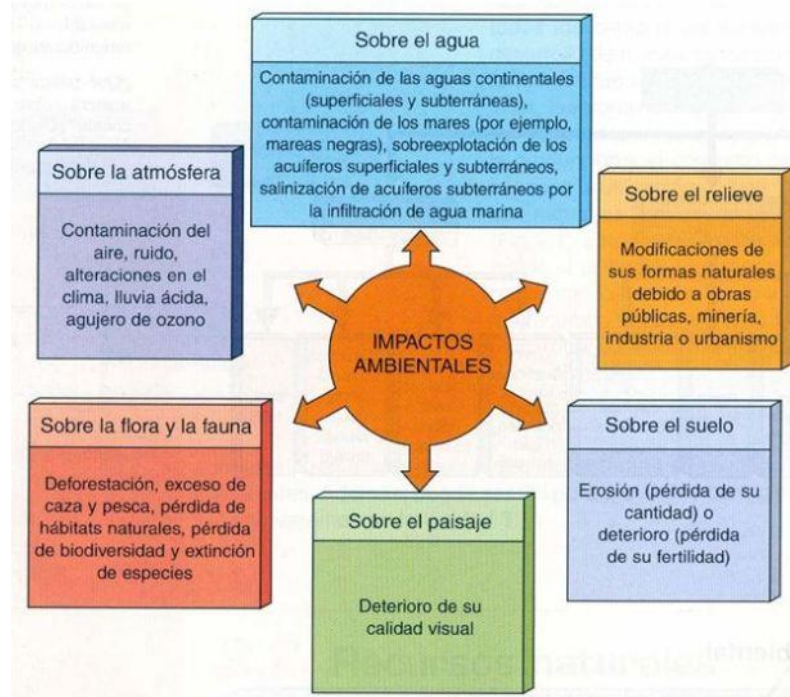 Sobre el agua
Contaminación de las aguas continentales
(superficiales y subterráneas),
contaminación de los mares (por ejemplo,
mareas negras), sobreexplotación de los
acuíferos superficiales y subterráneos,
salinización de acuíferos subterráneos por
la infiltración de agua marina
Sobre la atmósfera
Contaminación del
aire, ruido,
alteraciones en el
clima, lluvia ácida,
agujero de ozono
Sobre el relieve
Modificaciones de
sus formas naturales
debido a obras
públicas, minería,
industria o urbanismo
IMPACTOS
AMBIENTALES
Sobre la flora y la fauna
Deforestación, exceso de
caza y pesca, pérdida de
hábitats naturales, pérdida
de biodiversidad y extinción
de especies
Sobre el suelo
Erosión (pérdida de su
cantidad) o
deterioro (pérdida
de su fertilidad)
Sobre el paisaje
Deterioro de su
calidad visual